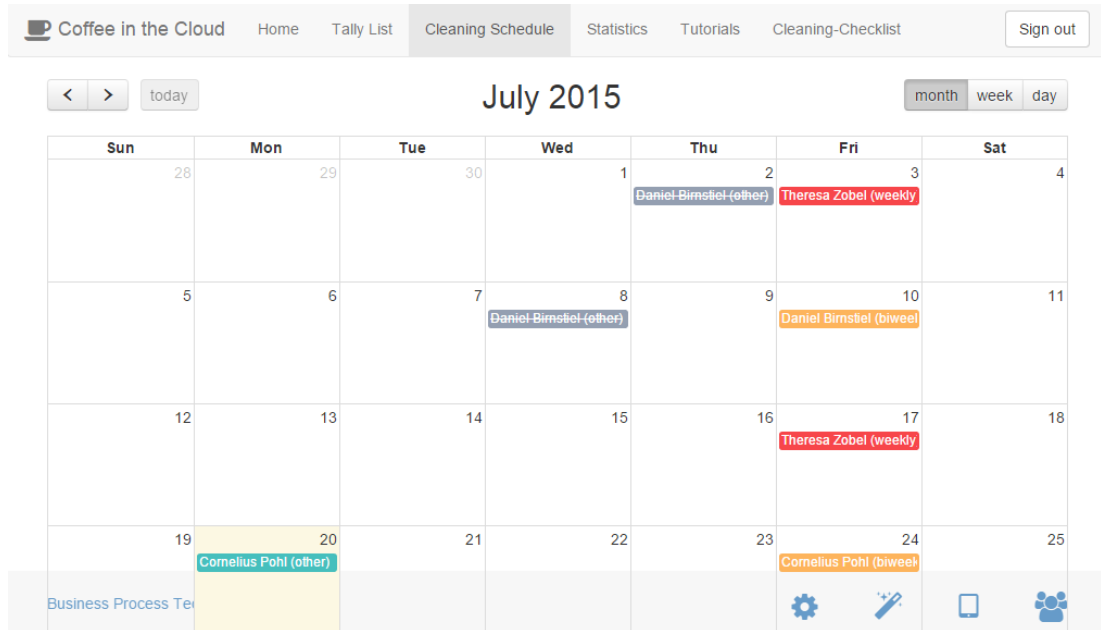 Coffee in the Cloud Home Tally List Cleaning Schedule Statistics Tutorials Cleaning-Checklist Sign out
today July 2015 month week day
Sun Mon Tue Wed Thu Fri Sat
28 29 30 1 2 3 4
Daniel Birnstiel (other) Theresa Zobel (weekly
5 6 7 8 9 10 11
Daniel Birnstiel (other) Daniel Birnstiel (biweek
12 13 14 15 16 17 18
Theresa Zobel (weekly
19 20 21 22 23 24 25
Cornelius Pohl (other) Cornelius Pohl (biweek
Business Process Tec